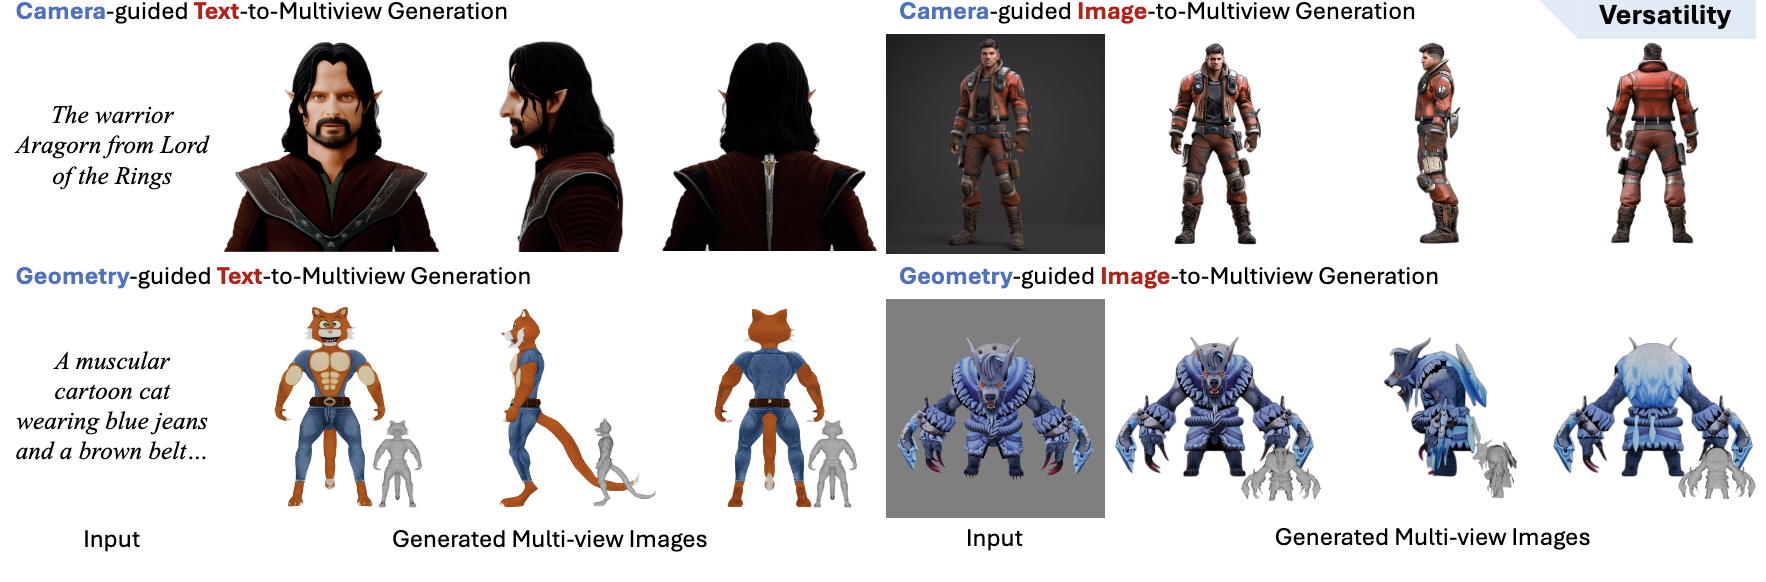 Camera-guided Text-to-Multiview Generation
Camera-guided Image-to-Multiview Generation
Versatility
The warrior
Aragorn from Lord
of the Rings
Geometry-guided Text-to-Multiview Generation
Geometry-guided Image-to-Multiview Generation
A muscular
cartoon cat
wearing blue jeans
and a brown belt...
Input
Generated Multi-view Images
Input
Generated Multi-view Images